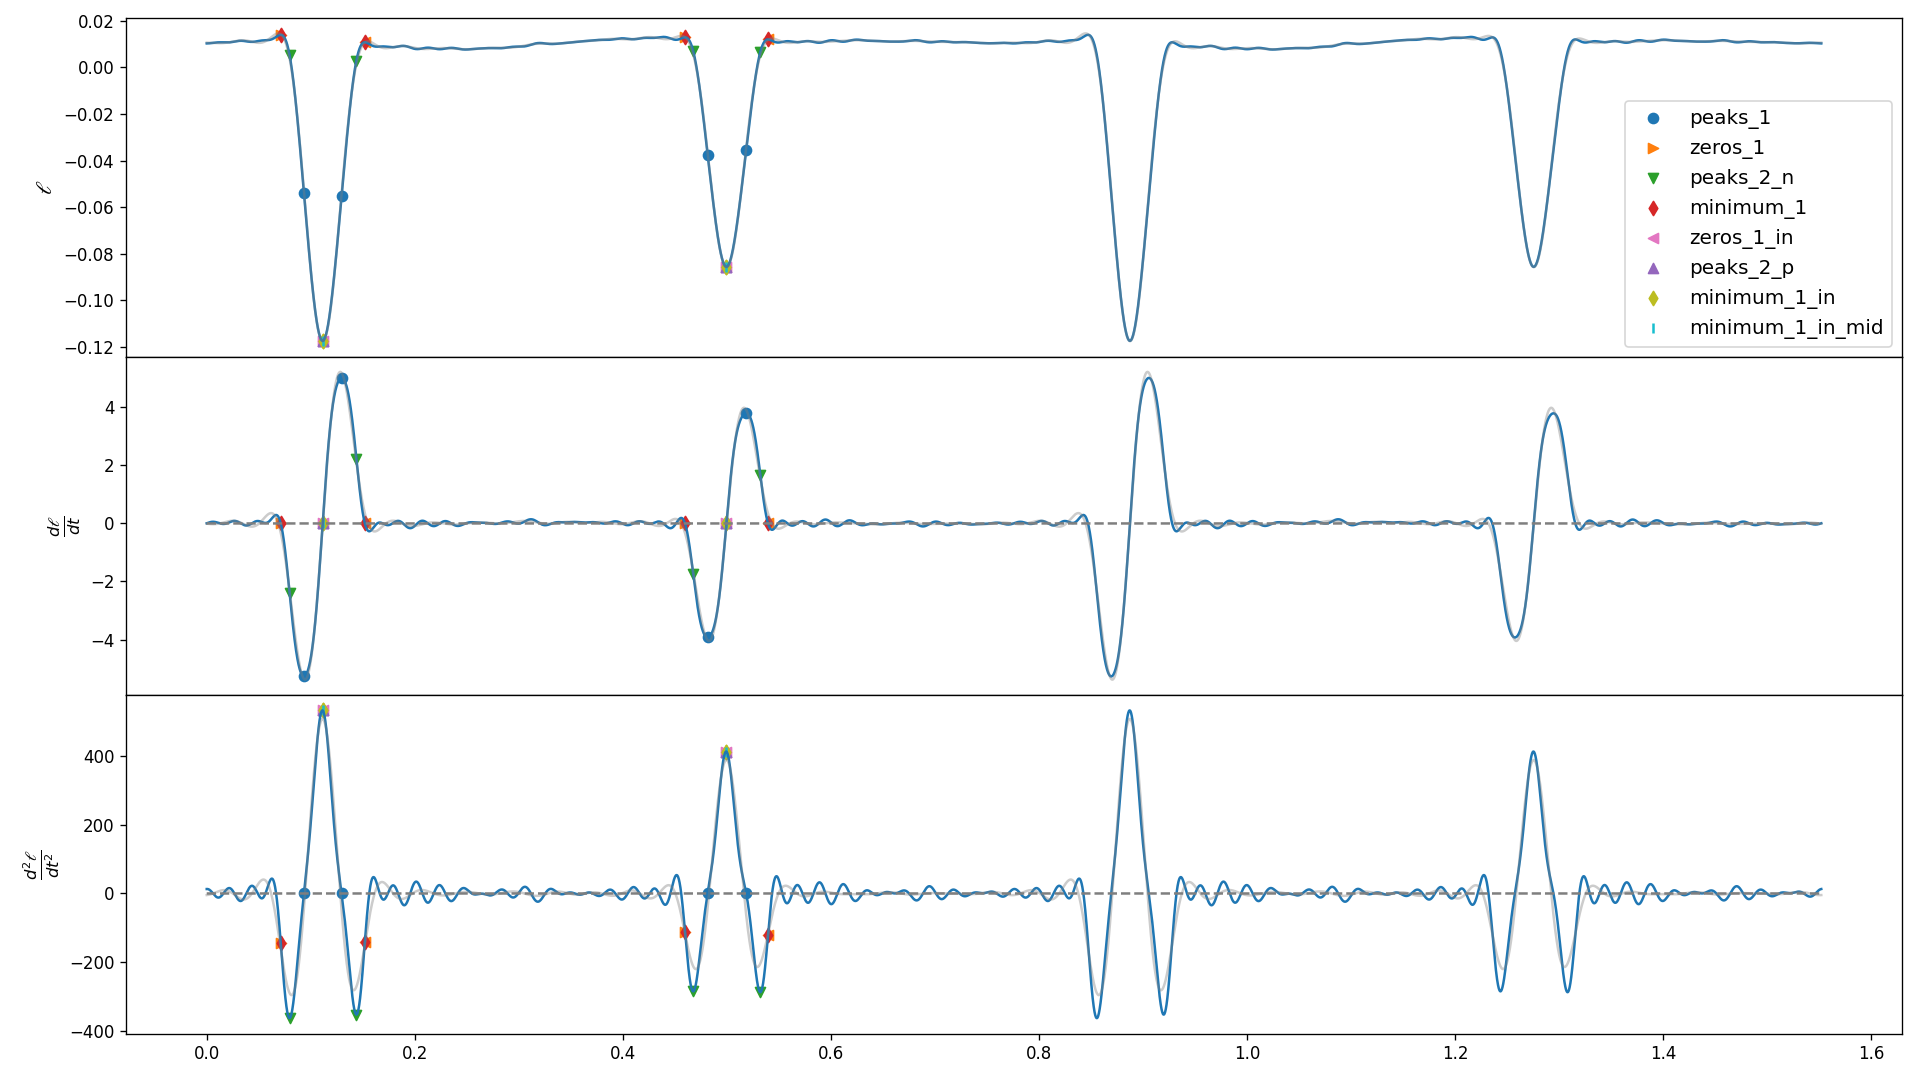 0.02
0.00
−0.02
−0.04
−0.06
−0.08
−0.10
−0.12
ℓ
peaks_1
zeros_1
peaks_2_n
minimum_1
zeros_1_in
peaks_2_p
minimum_1_in
minimum_1_in_mid
4
2
0
−2
−4
dℓ/dt
400
200
0
−200
−400
d²ℓ/dt²
0.0 0.2 0.4 0.6 0.8 1.0 1.2 1.4 1.6